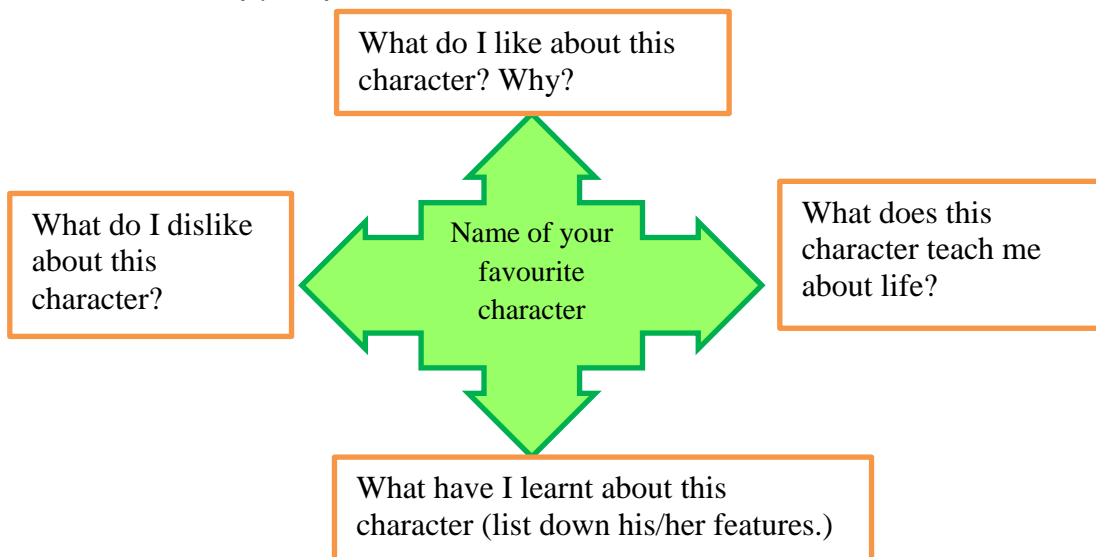 What do I like about this
character? Why?
What do I dislike
about this
character?
Name of your
favourite
character
What does this
character teach me
about life?
What have I learnt about this
character (list down his/her features.)